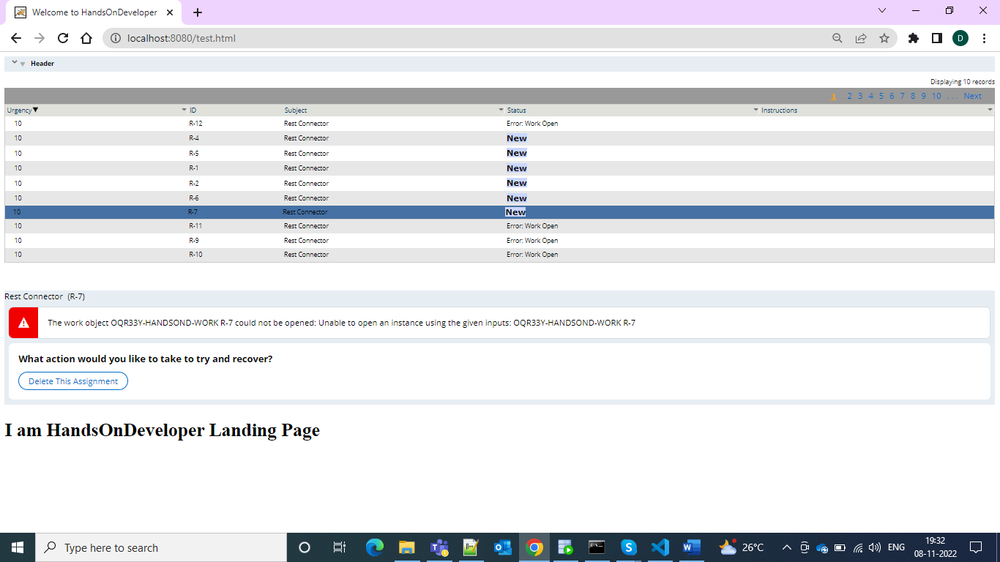 Welcome to HandsOnDeveloper
localhost:8080/test.html
D
Header
Displaying 10 records
1 2 3 4 5 6 7 8 9 10 ... Next
Urgency ID Subject Status Instructions
10 R-12 Rest Connector Error: Work Open
10 R-4 Rest Connector New
10 R-5 Rest Connector New
10 R-1 Rest Connector New
10 R-2 Rest Connector New
10 R-6 Rest Connector New
10 R-7 Rest Connector New
10 R-11 Rest Connector Error: Work Open
10 R-9 Rest Connector Error: Work Open
10 R-10 Rest Connector Error: Work Open
Rest Connector (R-7)
The work object OQR33Y-HANDSOND-WORK R-7 could not be opened: Unable to open an instance using the given inputs: OQR33Y-HANDSOND-WORK R-7
What action would you like to take to try and recover?
Delete This Assignment
I am HandsOnDeveloper Landing Page
Type here to search
26°C
ENG
19:32
08-11-2022